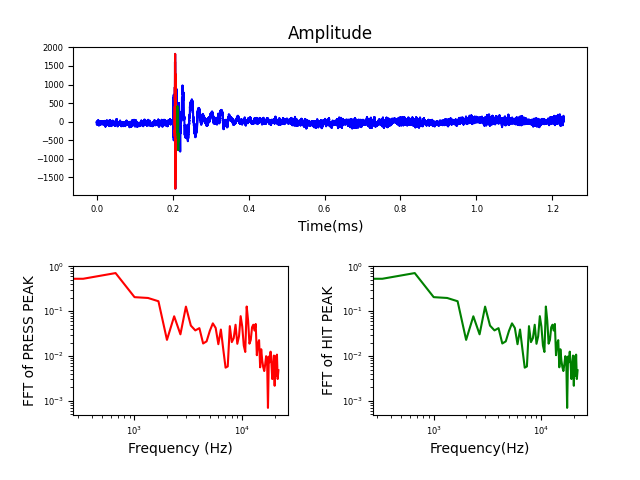 Amplitude
2000
1500
1000
500
0
−500
−1000
−1500
0.0 0.2 0.4 0.6 0.8 1.0 1.2
Time(ms)
FFT of PRESS PEAK
10⁰
10⁻¹
10⁻²
10⁻³
10³ 10⁴
Frequency (Hz)
FFT of HIT PEAK
10⁰
10⁻¹
10⁻²
10⁻³
10³ 10⁴
Frequency(Hz)